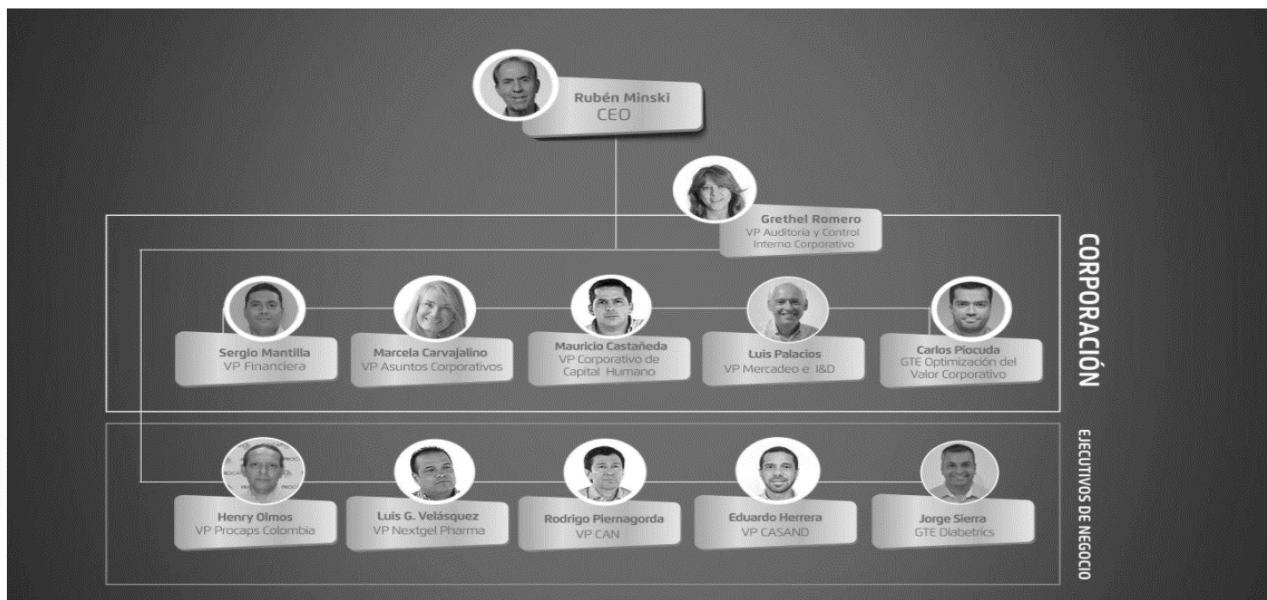 Rubén Minski
CEO
Grethel Romero
VP Auditoría y Control
Interno Corporativo
CORPORACIÓN
Sergio Mantilla
VP Financiera
Marcela Carvajalino
VP Asuntos Corporativos
Mauricio Castañeda
VP Corporativo de
Capital Humano
Luis Palacios
VP Mercadeo e I&D
Carlos Piocuda
GTE Optimización del
Valor Corporativo
EJECUTIVOS DE NEGOCIO
Henry Olmos
VP Procaps Colombia
Luis G. Velásquez
VP Nextgel Pharma
Rodrigo Piernagorda
VP CAN
Eduardo Herrera
VP CASAND
Jorge Sierra
GTE Diabetrics